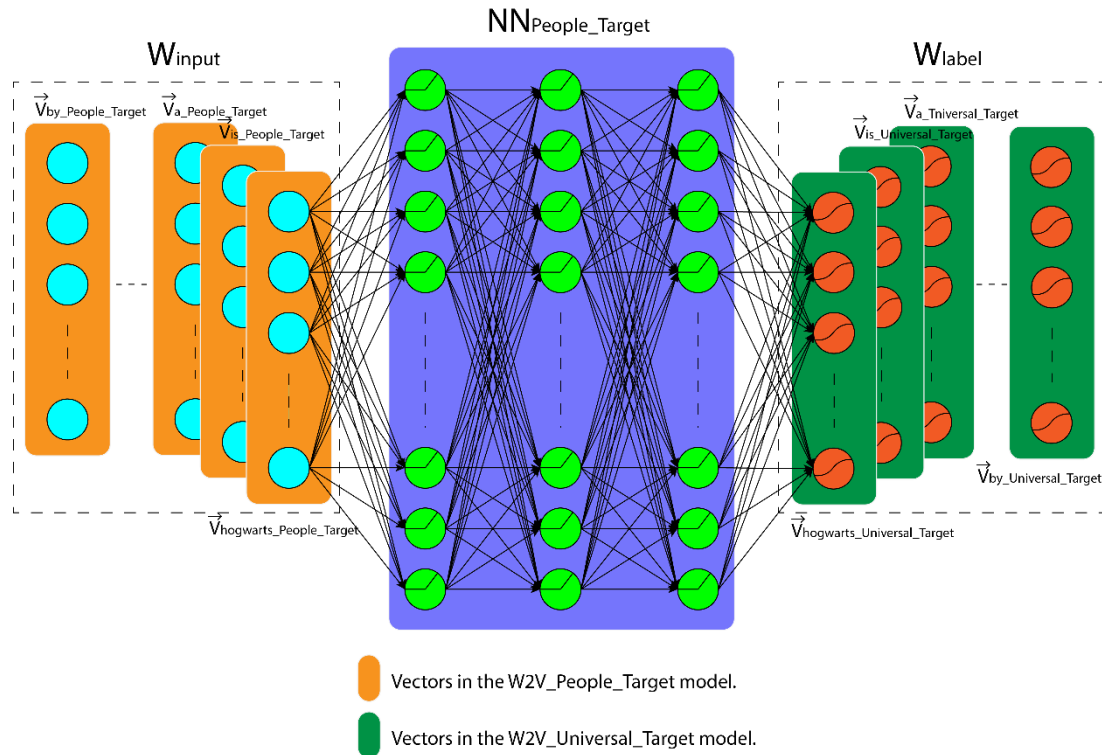 NNPeople_Target
Winput
Wlabel
Vby_People_Target
Va_People_Target
Vis_People_Target
Vhogwarts_People_Target
Va_Tniversal_Target
Vis_Universal_Target
Vby_Universal_Target
Vhogwarts_Universal_Target
Vectors in the W2V_People_Target model.
Vectors in the W2V_Universal_Target model.